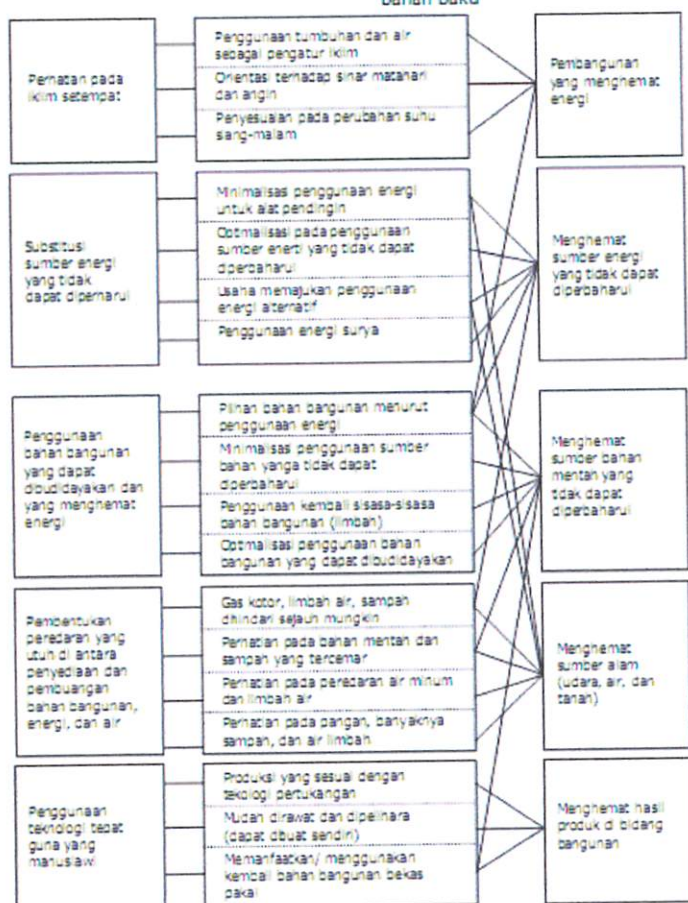 bahan baku
Perhatian pada
iklim setempat
Penggunaan tumbuhan dan air
sebagai pengatur iklim
Orientasi terhadap sinar matahari
dan angin
Penyesuaian pada perubahan suhu
siang-malam
Pembangunan
yang menghemat
energi
Substitusi
sumber energi
yang tidak
dapat diperharui
Minimalisasi penggunaan energi
untuk alat pendingin
Optimalisasi pada penggunaan
sumber enerti yang tidak dapat
diperbaharui
Usaha memajukan penggunaan
energi alternatif
Penggunaan energi surya
Menghemat
sumber energi
yang tidak dapat
diperbaharui
Penggunaan
bahan bangunan
yang dapat
dibudidayakan dan
yang menghemat
energi
Pilihan bahan bangunan menurut
penggunaan energi
Minimalisasi penggunaan sumber
bahan yanga tidak dapat
diperbaharui
Penggunaan kembali sisasa-sisasa
bahan bangunan (limbah)
Optimalisasi penggunaan bahan
bangunan yang dapat dibudidayakan
Menghemat
sumber bahan
mentah yang
tidak dapat
diperbaharui
Pembentukan
peredaran yang
utuh di antara
penyediaan dan
pembuangan
bahan bangunan,
energi, dan air
Gas kotor, limbah air, sampah
dhindari sejauh mungkin
Perhatian pada bahan mentah dan
sampah yang tercemar
Perhatian pada peredaran air minum
dan limbah air
Perhatian pada pangan, banyaknya
sampah, dan air limbah
Menghemat
sumber alam
(udara, air, dan
tanah)
Penggunaan
teknologi tepat
guna yang
manusiawi
Produksi yang sesuai dengan
tekologi pertukangan
Mudah dirawat dan dipelihara
(dapat dbuat sendiri)
Memanfaatkan/ menggunakan
kembali bahan bangunan bekas
pakai
Menghemat hasil
produk di bidang
bangunan